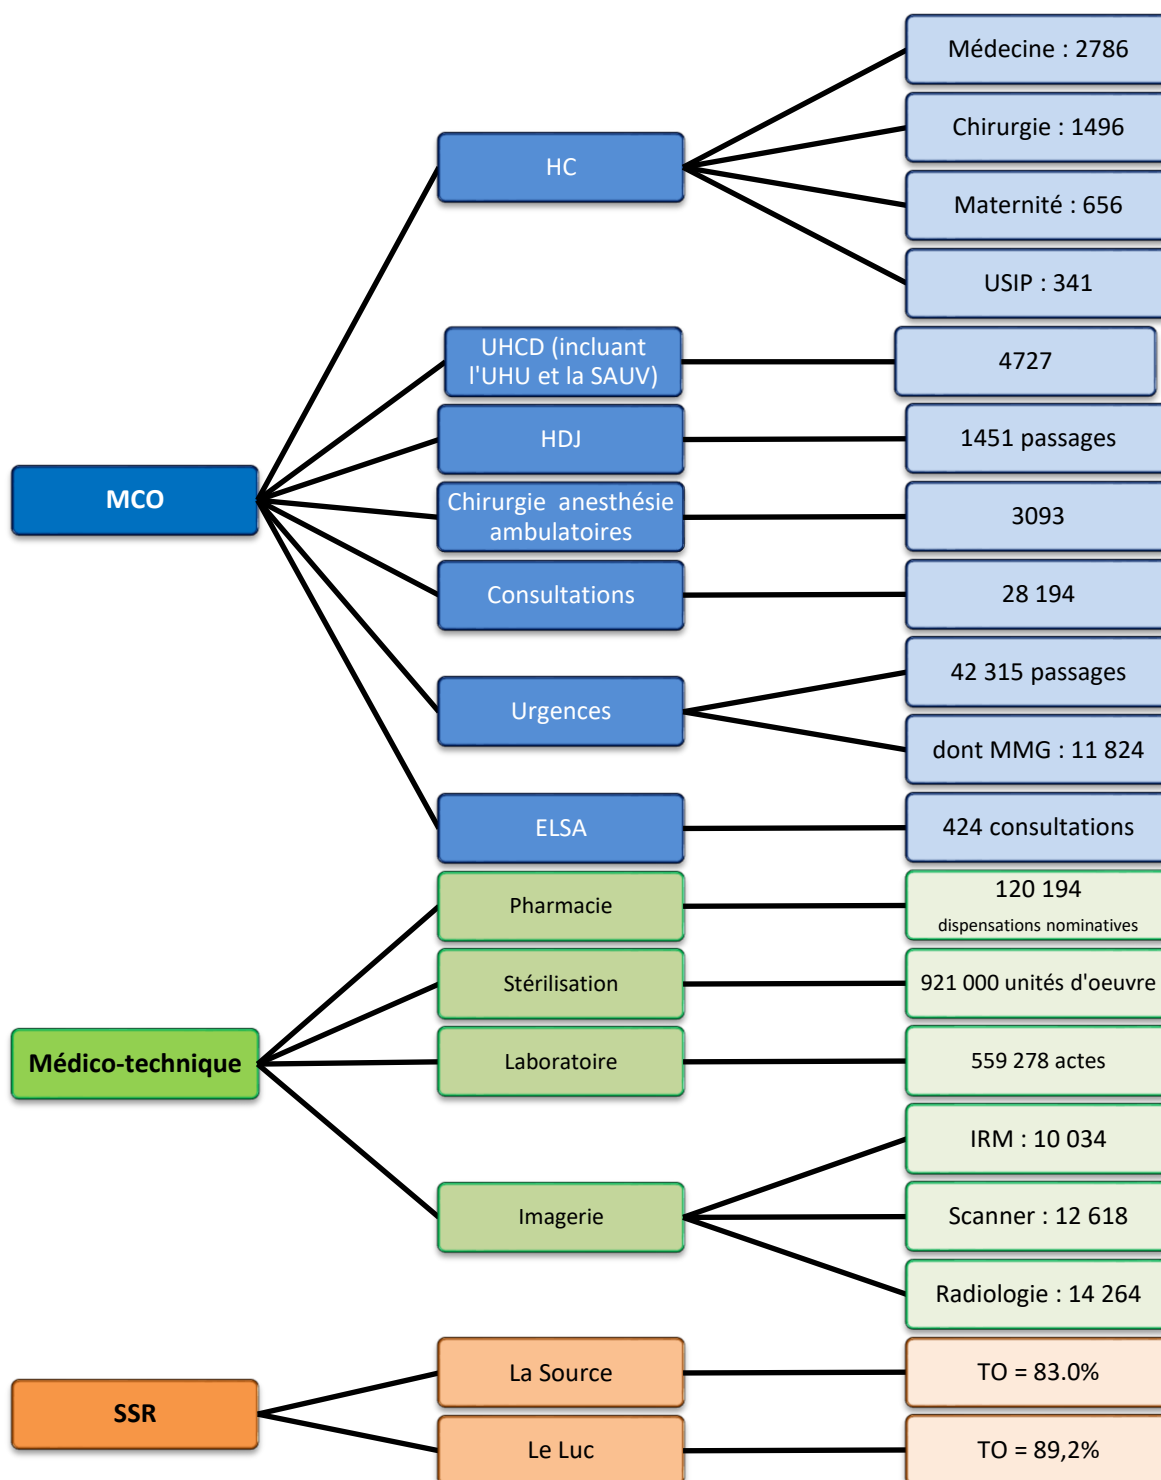 MCO
HC
Médecine : 2786
Chirurgie : 1496
Maternité : 656
USIP : 341
UHCD (incluant
l'UHU et la SAUV)
4727
HDJ
1451 passages
Chirurgie anesthésie
ambulatoires
3093
Consultations
28 194
Urgences
42 315 passages
dont MMG : 11 824
ELSA
424 consultations
Médico-technique
Pharmacie
120 194
dispensations nominatives
Stérilisation
921 000 unités d'oeuvre
Laboratoire
559 278 actes
Imagerie
IRM : 10 034
Scanner : 12 618
Radiologie : 14 264
SSR
La Source
TO = 83.0%
Le Luc
TO = 89,2%